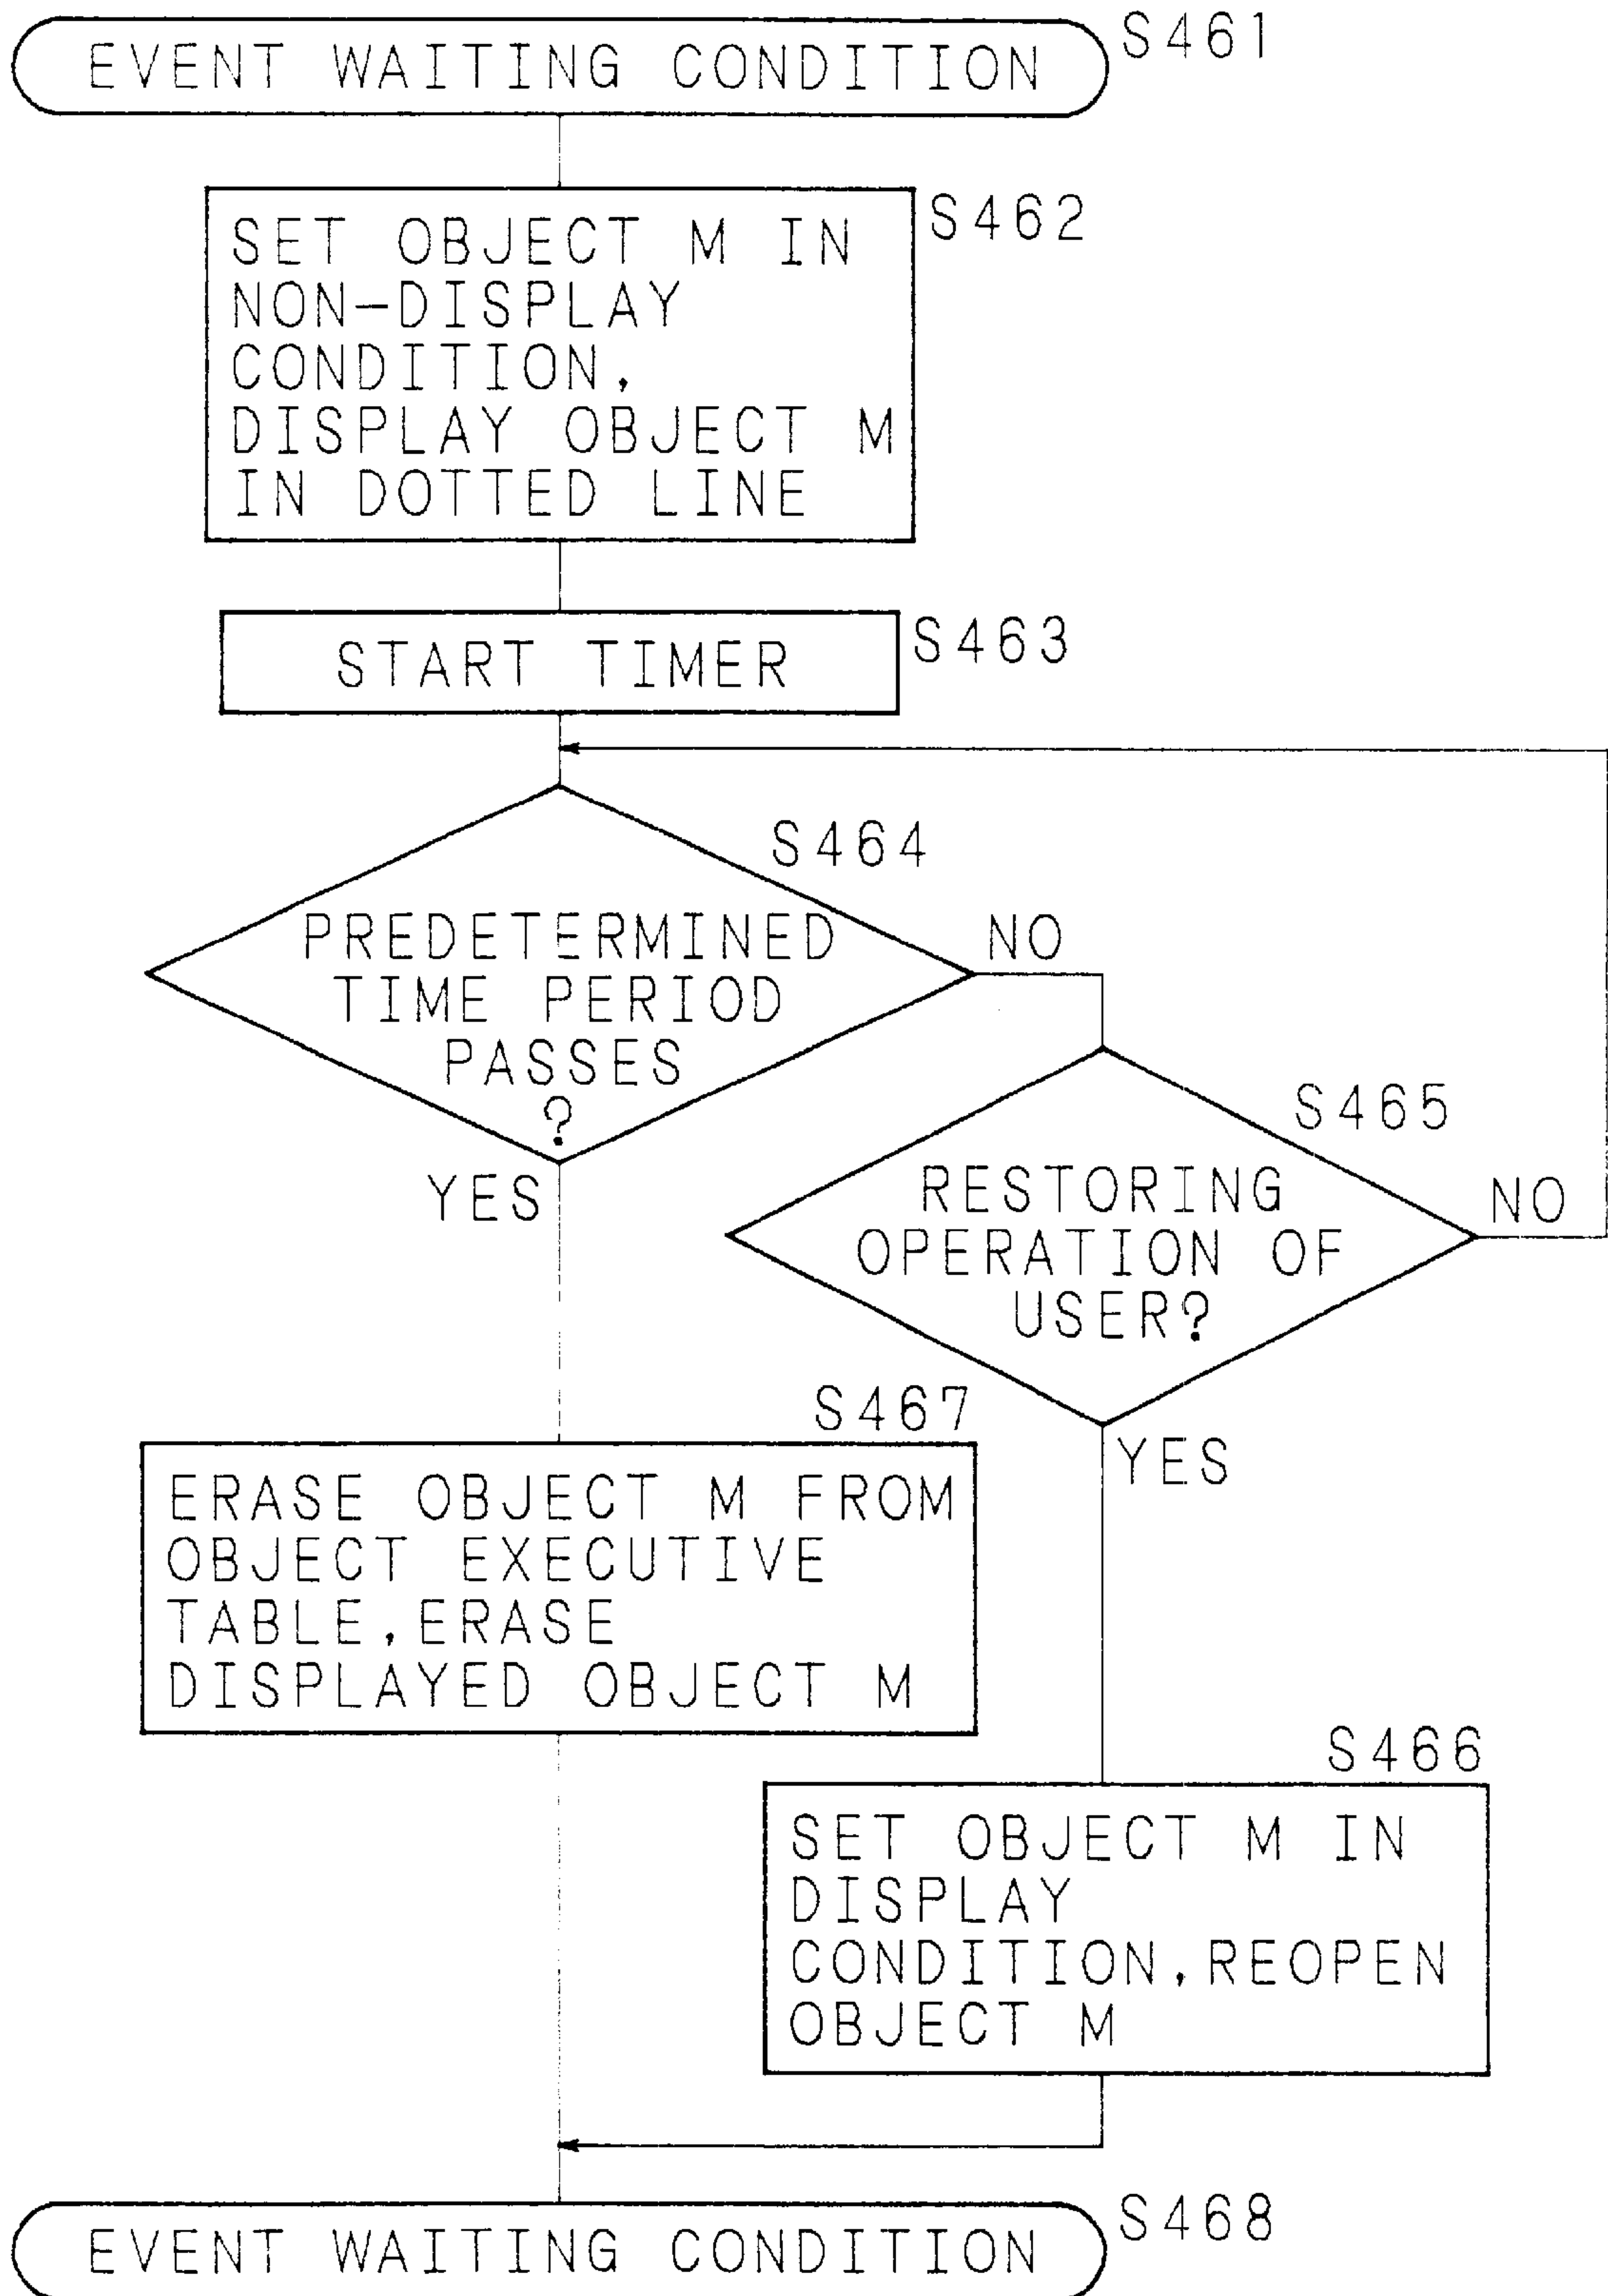 EVENT WAITING CONDITION
S461
S462
SET OBJECT M IN
NON-DISPLAY
CONDITION,
DISPLAY OBJECT M
IN DOTTED LINE
S463
START TIMER
S464
PREDETERMINED
TIME PERIOD
PASSES
?
NO
YES
S465
RESTORING
OPERATION OF
USER?
NO
YES
S467
ERASE OBJECT M FROM
OBJECT EXECUTIVE
TABLE,ERASE
DISPLAYED OBJECT M
S466
SET OBJECT M IN
DISPLAY
CONDITION,REOPEN
OBJECT M
S468
EVENT WAITING CONDITION